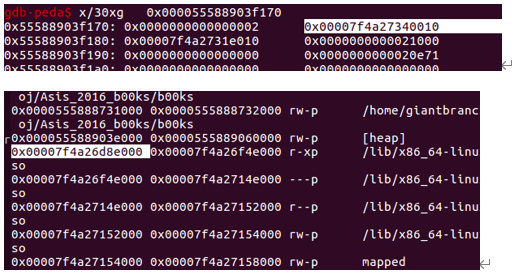 gdb-peda$ x/30xg 0x000055588903f170
0x55588903f170: 0x0000000000000002 0x00007f4a27340010
0x55588903f180: 0x00007f4a2731e010 0x0000000000021000
0x55588903f190: 0x0000000000000000 0x0000000000020e71
0x55588903f1a0: 0x0000000000000000 0x0000000000000000
oj/Asis_2016_b00ks/b00ks
0x0000555888731000 0x0000555888732000 rw-p /home/giantbranc
oj/Asis_2016_b00ks/b00ks
0x000055588903e000 0x0000555889060000 rw-p [heap]
0x00007f4a26d8e000 0x00007f4a26f4e000 r-xp /lib/x86_64-linu
so
0x00007f4a26f4e000 0x00007f4a2714e000 ---p /lib/x86_64-linu
so
0x00007f4a2714e000 0x00007f4a27152000 r--p /lib/x86_64-linu
so
0x00007f4a27152000 0x00007f4a27154000 rw-p /lib/x86_64-linu
so
0x00007f4a27154000 0x00007f4a27158000 rw-p mapped